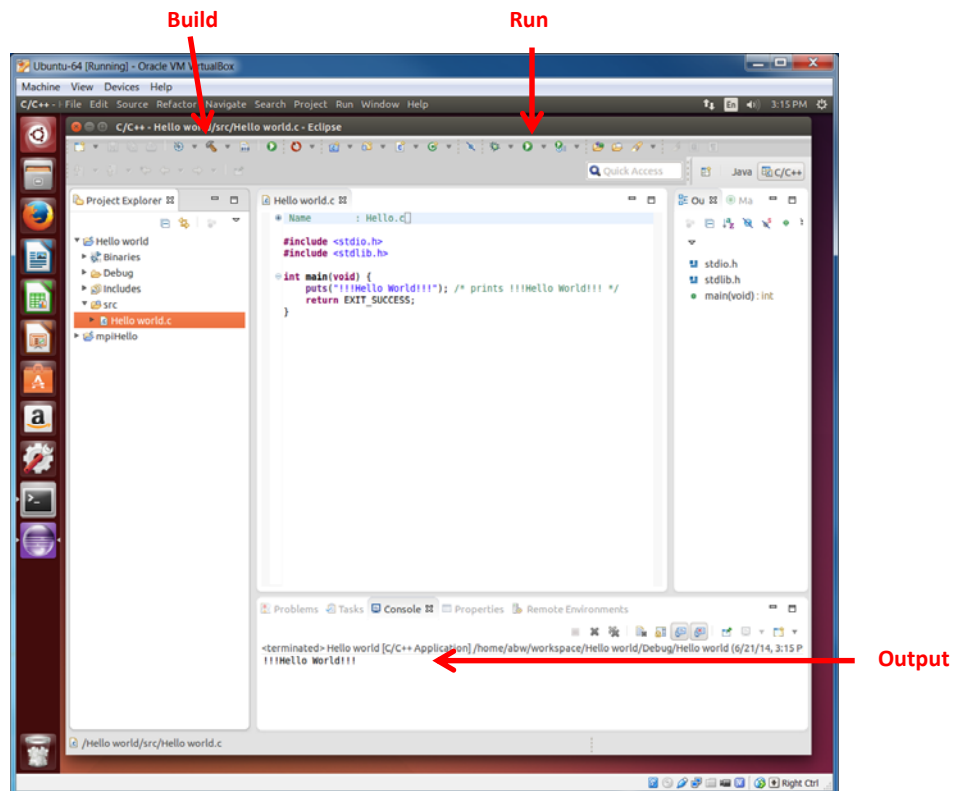 Build
Run
Ubuntu-64 [Running] - Oracle VM VirtualBox
Machine View Devices Help
C/C++ - File Edit Source Refactor Navigate Search Project Run Window Help
En 3:15 PM
C/C++ - Hello world/src/Hello world.c - Eclipse
Quick Access
Java C/C++
Project Explorer
Hello world.c
Ou Ma
Name : Hello.c
Hello world
Binaries
Debug
Includes
src
Hello world.c
mpiHello
#include <stdio.h>
#include <stdlib.h>
int main(void) {
puts("!!!Hello World!!!"); /* prints !!!Hello World!!! */
return EXIT_SUCCESS;
}
stdio.h
stdlib.h
main(void) : int
Problems Tasks Console Properties Remote Environments
<terminated> Hello world [C/C++ Application] /home/abw/workspace/Hello world/Debug/Hello world (6/21/14, 3:15 P
!!!Hello World!!!
Output
/Hello world/src/Hello world.c
Right Ctrl